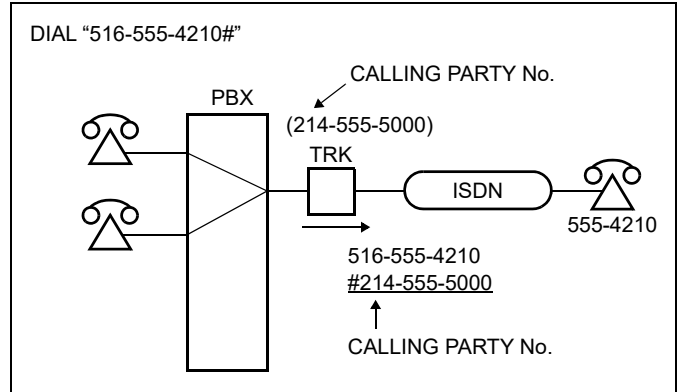 DIAL “516-555-4210#”
CALLING PARTY No.
PBX
(214-555-5000)
TRK
ISDN
555-4210
516-555-4210
#214-555-5000
CALLING PARTY No.